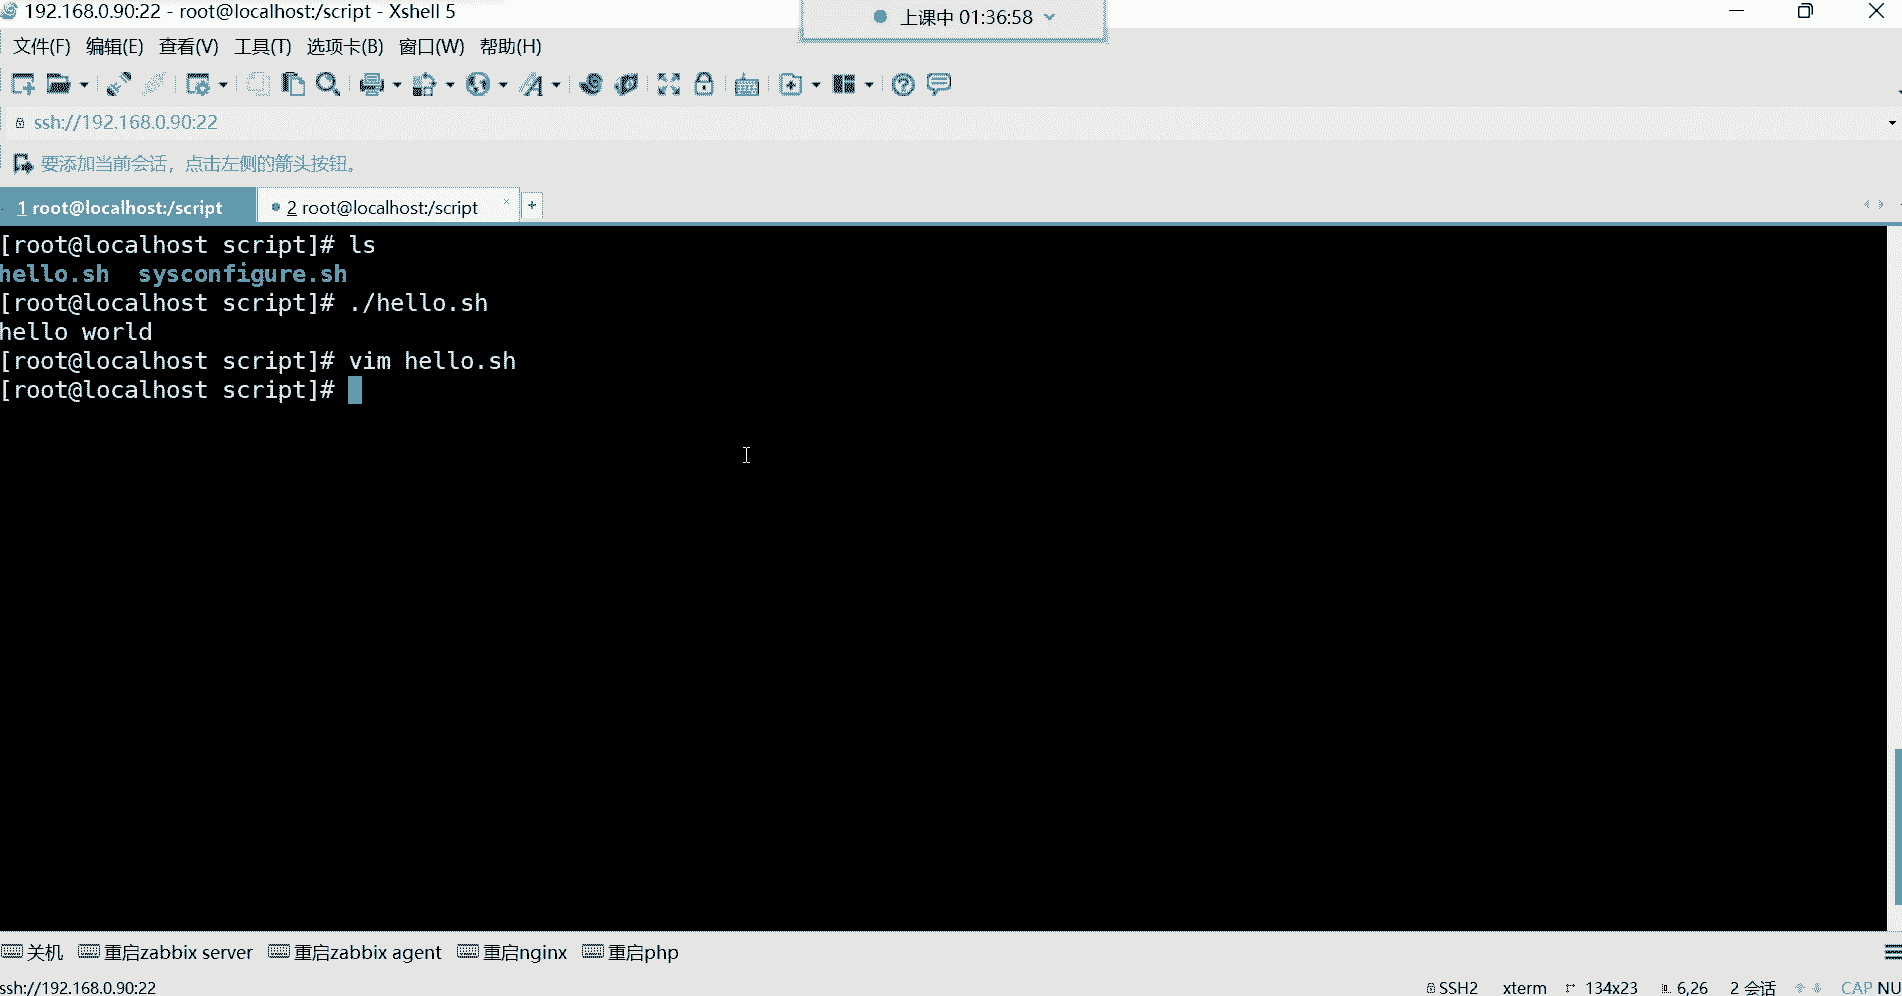 192.168.0.90:22 - root@localhost:/script - Xshell 5
上课中 01:36:58
文件(F) 编辑(E) 查看(V) 工具(T) 选项卡(B) 窗口(W) 帮助(H)
ssh://192.168.0.90:22
要添加当前会话，点击左侧的箭头按钮。
1 root@localhost:/script
2 root@localhost:/script
[root@localhost script]# ls
hello.sh  sysconfigure.sh
[root@localhost script]# ./hello.sh
hello world
[root@localhost script]# vim hello.sh
[root@localhost script]#
关机 重启zabbix server 重启zabbix agent 重启nginx 重启php
ssh://192.168.0.90:22 SSH2 xterm 134x23 6,26 2 会话 CAP NU